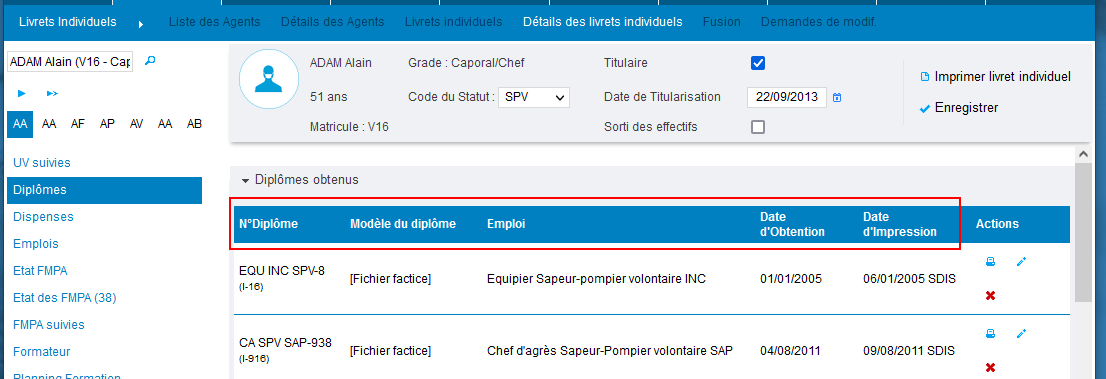 Livrets Individuels
Liste des Agents
Détails des Agents
Livrets individuels
Détails des livrets individuels
Fusion
Demandes de modif.
ADAM Alain (V16 - Cap
AA AA AF AP AV AA AB
UV suivies
Diplômes
Dispenses
Emplois
Etat FMPA
Etat des FMPA (38)
FMPA suivies
Formateur
Planning Formation
ADAM Alain Grade : Caporal/Chef Titulaire
51 ans Code du Statut : SPV Date de Titularisation 22/09/2013
Matricule : V16 Sorti des effectifs
Imprimer livret individuel
Enregistrer
Diplômes obtenus
N°Diplôme Modèle du diplôme Emploi Date d'Obtention Date d'Impression Actions
EQU INC SPV-8 [Fichier factice] Equipier Sapeur-pompier volontaire INC 01/01/2005 06/01/2005 SDIS
(I-16)
CA SPV SAP-938 [Fichier factice] Chef d'agrès Sapeur-Pompier volontaire SAP 04/08/2011 09/08/2011 SDIS
(I-916)